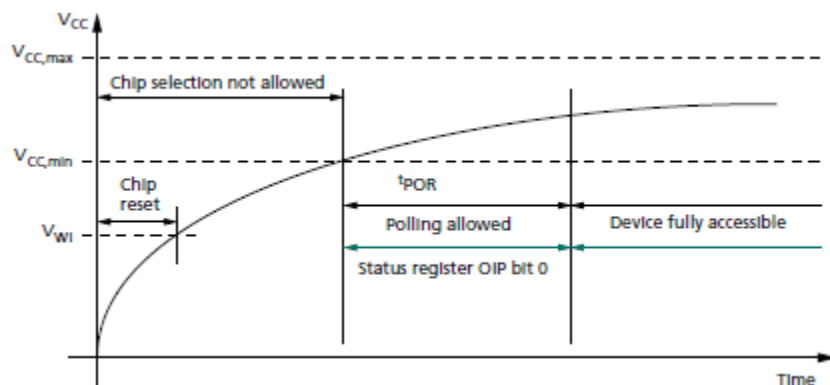 VCC
VCC,max
Chip selection not allowed
VCC,min
Chip
reset
tPOR
VWI
Polling allowed
Device fully accessible
Status register OIP bit 0
Time